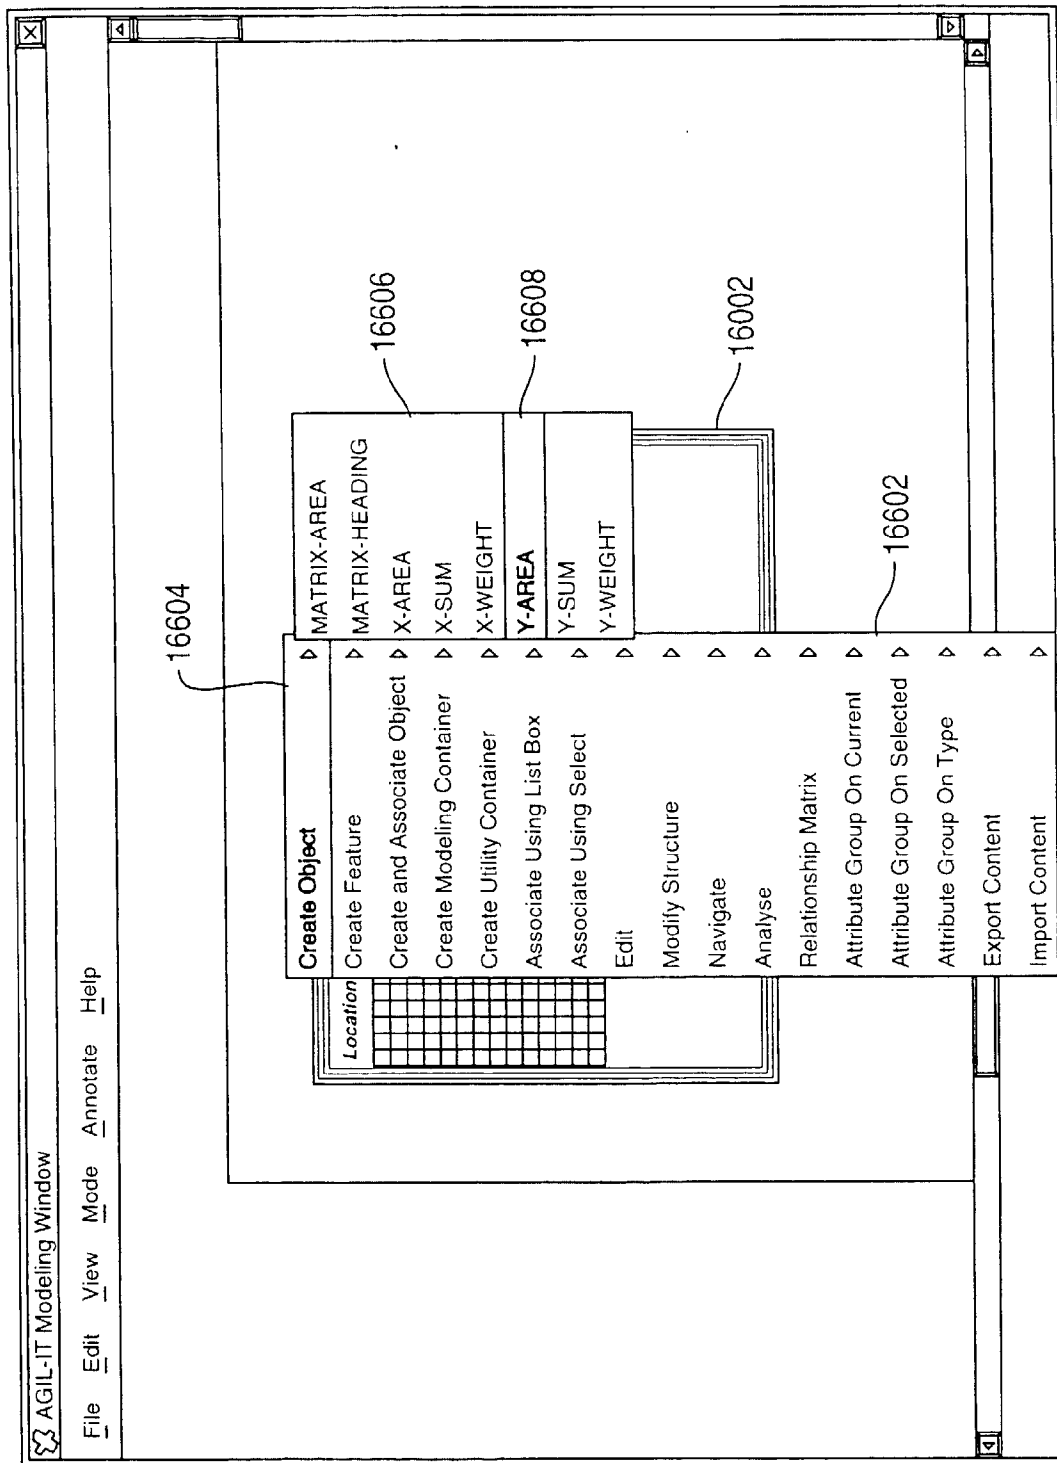 AGIL-IT Modeling Window
File Edit View Mode Annotate Help
16604
Location
Create Object
Create Feature
Create and Associate Object
Create Modeling Container
Create Utility Container
Associate Using List Box
Associate Using Select
Edit
Modify Structure
Navigate
Analyse
Relationship Matrix
Attribute Group On Current
Attribute Group On Selected
Attribute Group On Type
Export Content
Import Content
MATRIX-AREA
MATRIX-HEADING
X-AREA
X-SUM
X-WEIGHT
Y-AREA
Y-SUM
Y-WEIGHT
16606
16608
16002
16602